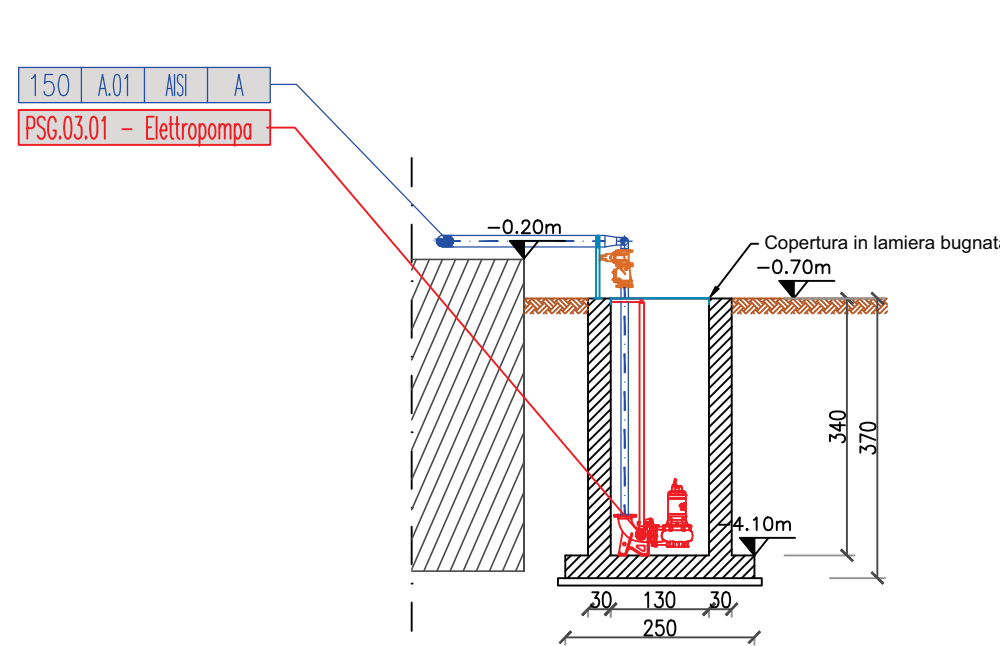 150 A.01 AISI A
PSG.03.01 - Elettropompa
-0.20m
Copertura in lamiera bugnata
-0.70m
340
370
-4.10m
30 130 30
250